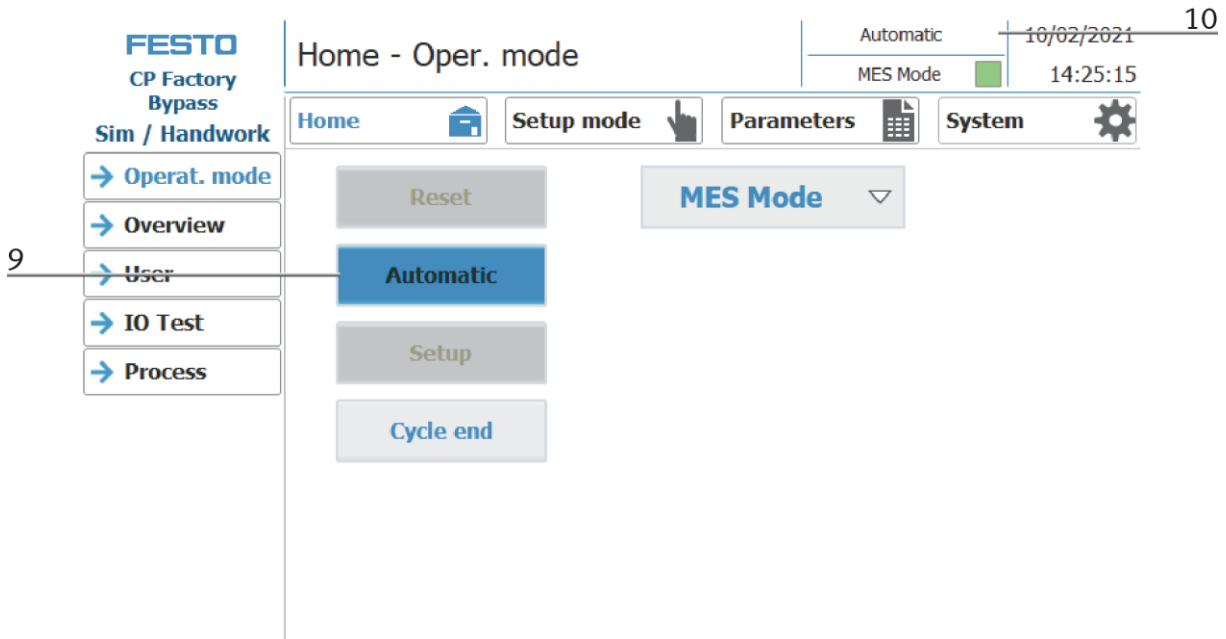 10
FESTO
CP Factory
Bypass
Sim / Handwork
Home - Oper. mode
Automatic
10/02/2021
MES Mode
14:25:15
Home
Setup mode
Parameters
System
Operat. mode
Overview
User
IO Test
Process
9
Reset
MES Mode
Automatic
Setup
Cycle end